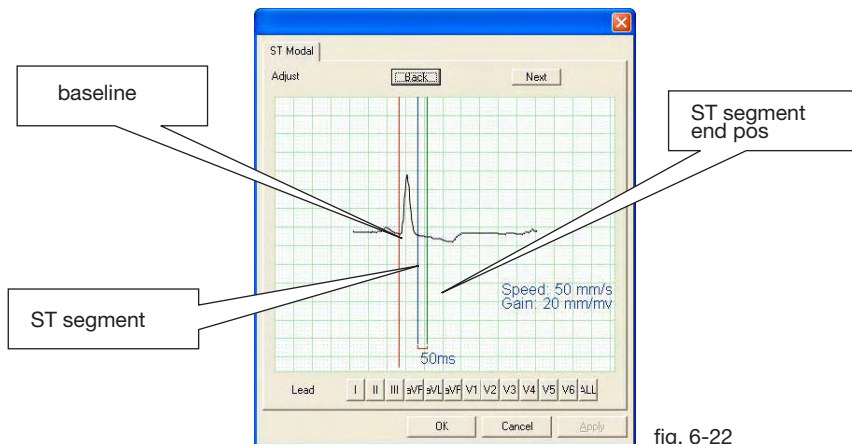 ST Modal
Adjust
Back
Next
baseline
ST segment
end pos
Speed: 50 mm/s
Gain: 20 mm/mv
ST segment
50ms
Lead
I II III aVF aVL aVF V1 V2 V3 V4 V5 V6 ALL
OK Cancel Apply
fig. 6-22